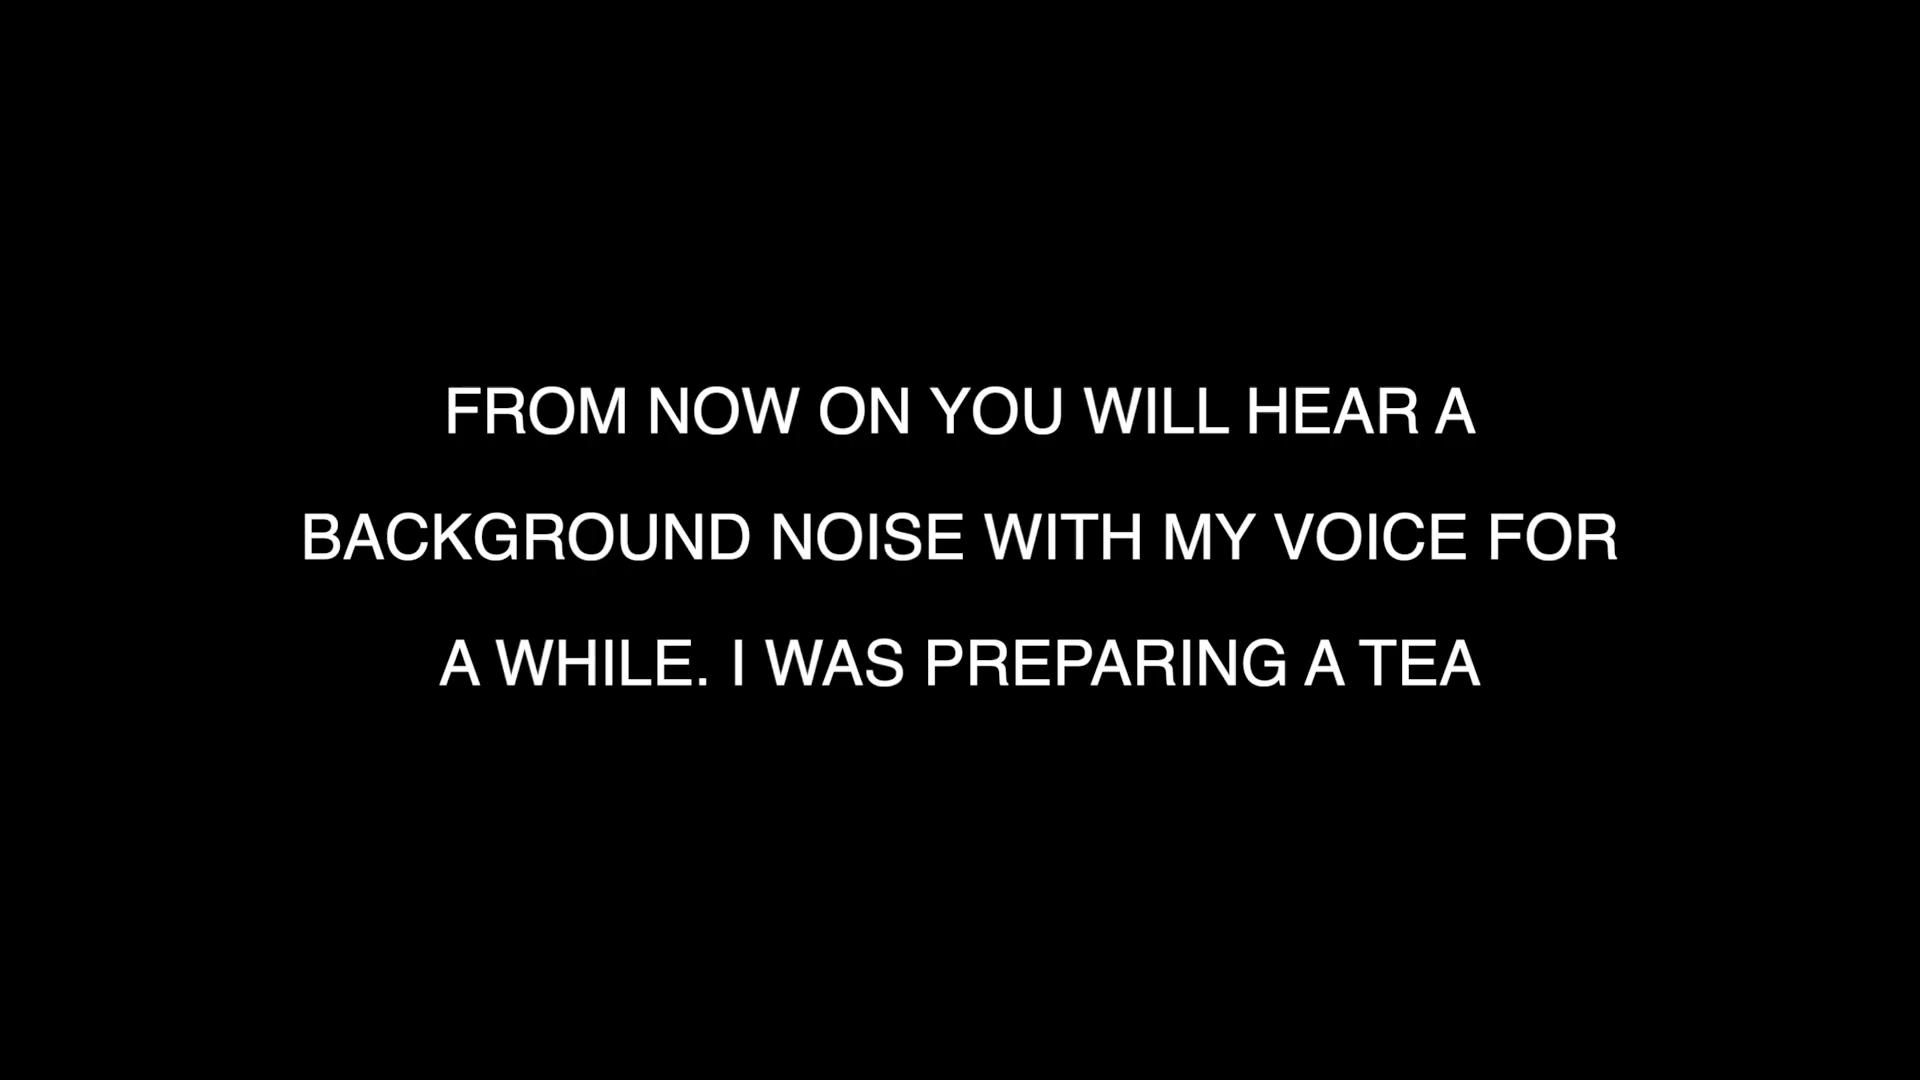 FROM NOW ON YOU WILL HEAR A
BACKGROUND NOISE WITH MY VOICE FOR
A WHILE. I WAS PREPARING A TEA